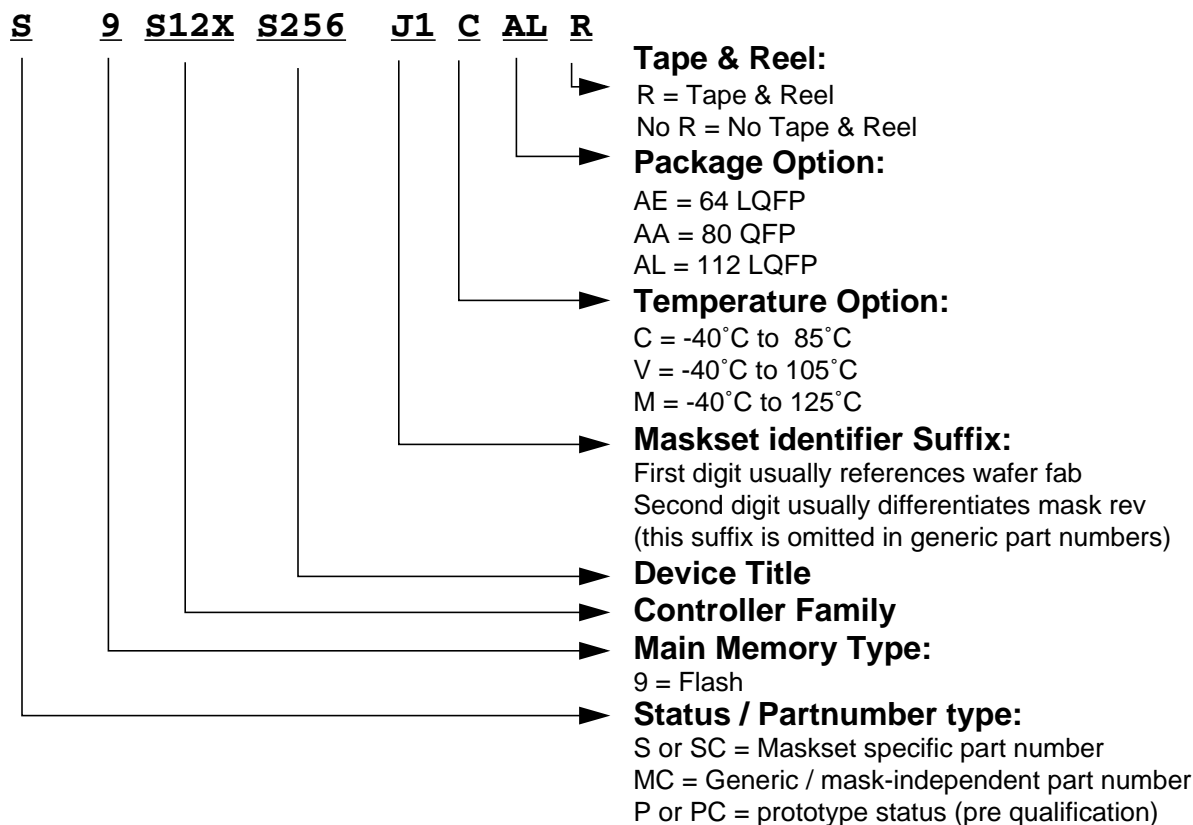 S 9 S12X S256 J1 C AL R
Tape & Reel:
R = Tape & Reel
No R = No Tape & Reel
Package Option:
AE = 64 LQFP
AA = 80 QFP
AL = 112 LQFP
Temperature Option:
C = -40˚C to 85˚C
V = -40˚C to 105˚C
M = -40˚C to 125˚C
Maskset identifier Suffix:
First digit usually references wafer fab
Second digit usually differentiates mask rev
(this suffix is omitted in generic part numbers)
Device Title
Controller Family
Main Memory Type:
9 = Flash
Status / Partnumber type:
S or SC = Maskset specific part number
MC = Generic / mask-independent part number
P or PC = prototype status (pre qualification)